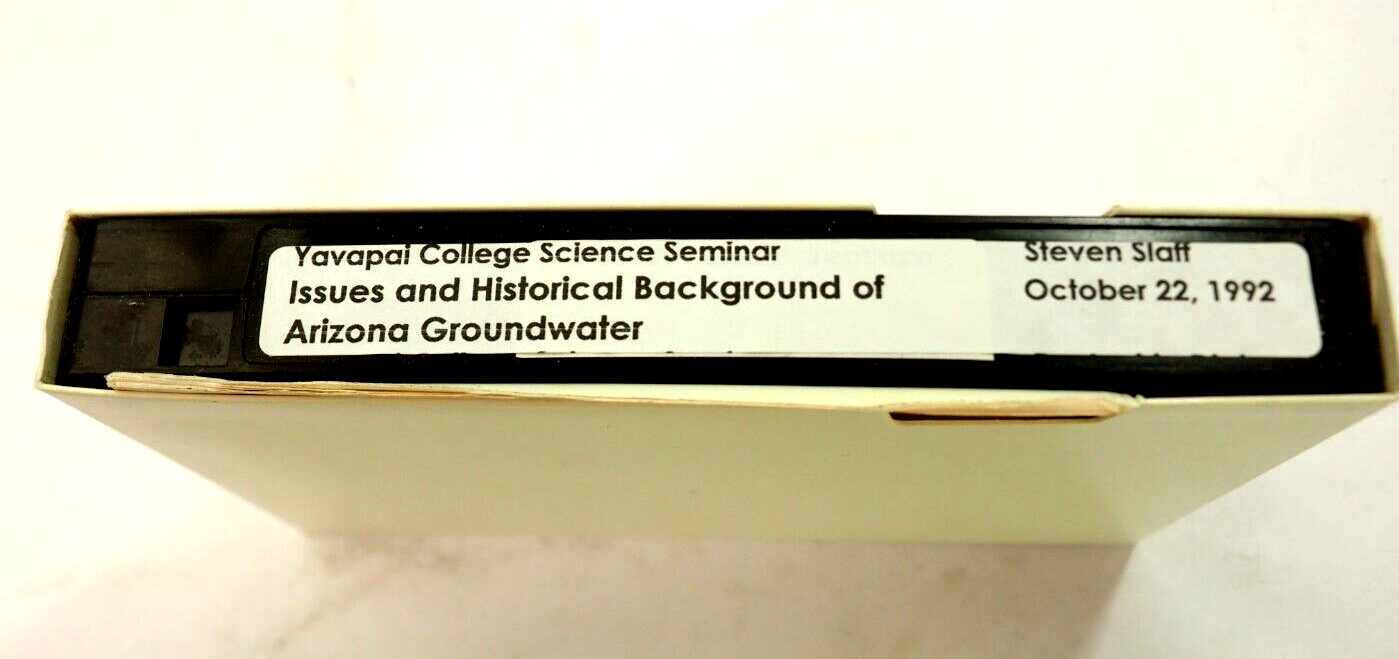 Yavapai College Science Seminar
Issues and Historical Background of
Arizona Groundwater
Steven Slaff
October 22, 1992